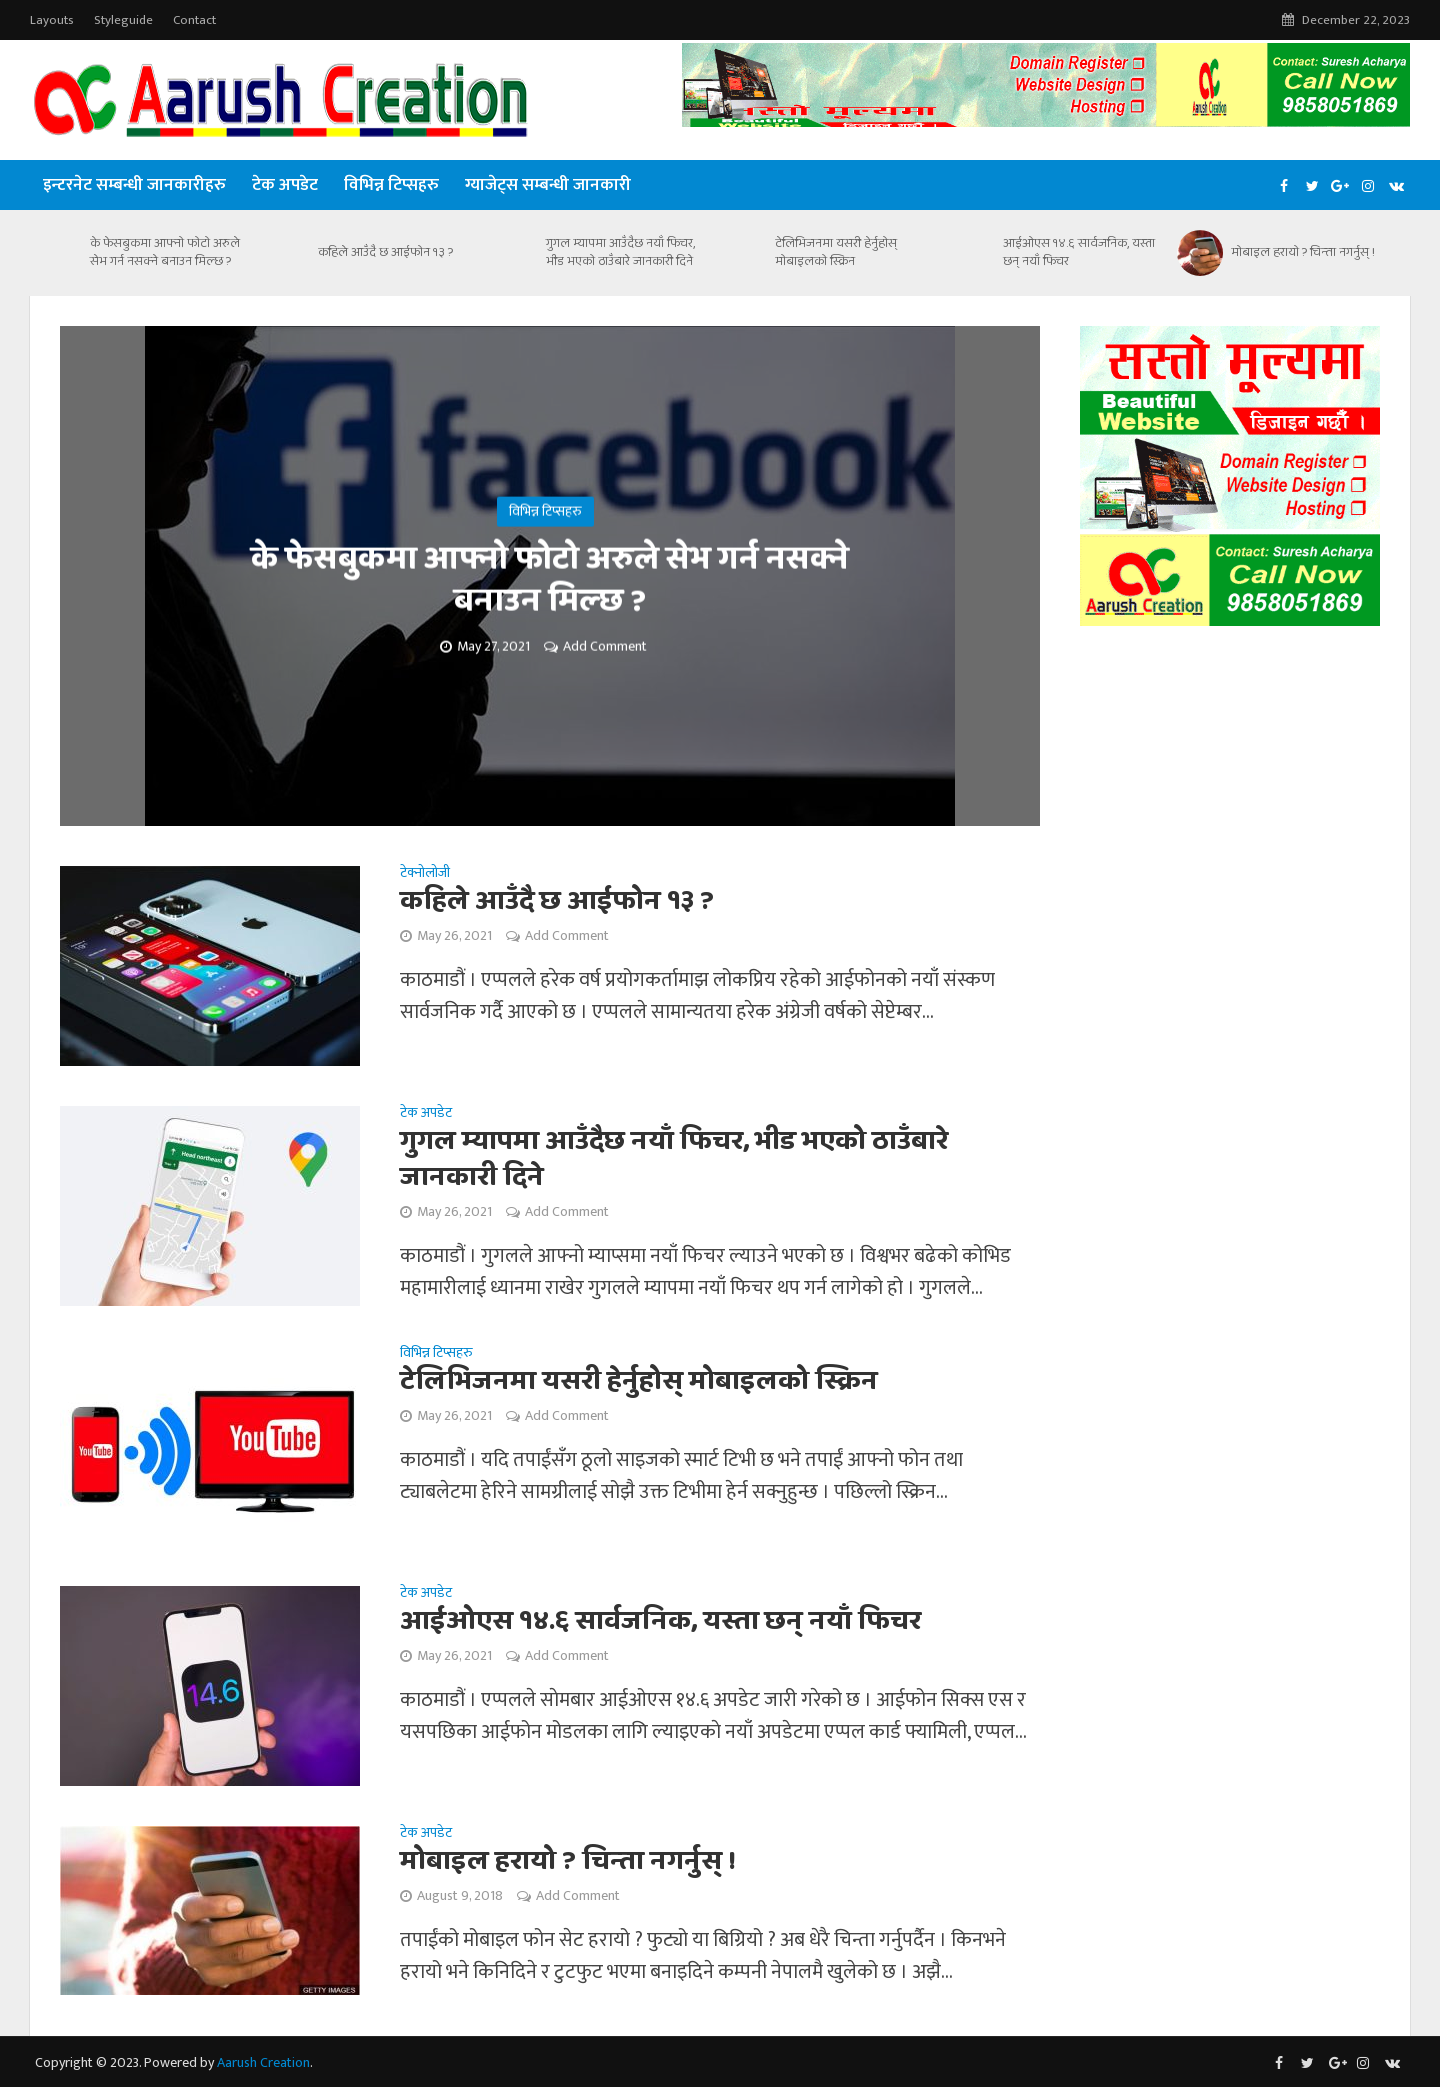 Layouts Styleguide Contact
December 22, 2023
Aarush Creation
Domain Register
Website Design
Hosting
सस्तो मूल्यमा
Aarush Creation
Contact: Suresh Acharya
Call Now
9858051869
इन्टरनेट सम्बन्धी जानकारीहरु टेक अपडेट विभिन्न टिप्सहरु ग्याजेट्स सम्बन्धी जानकारी
के फेसबुकमा आफ्नो फोटो अरुले
सेभ गर्न नसक्ने बनाउन मिल्छ ?
कहिले आउँदै छ आईफोन १३ ?
गुगल म्यापमा आउँदैछ नयाँ फिचर,
भीड भएको ठाउँबारे जानकारी दिने
टेलिभिजनमा यसरी हेर्नुहोस्
मोबाइलको स्क्रिन
आईओएस १४.६ सार्वजनिक, यस्ता
छन् नयाँ फिचर
मोबाइल हरायो ? चिन्ता नगर्नुस् !
facebook
विभिन्न टिप्सहरु
के फेसबुकमा आफ्नो फोटो अरुले सेभ गर्न नसक्ने
बनाउन मिल्छ ?
May 27, 2021 Add Comment
सस्तो मूल्यमा
Beautiful
Website
डिजाइन गर्छौं ।
Domain Register
Website Design
Hosting
Aarush Creation
Contact: Suresh Acharya
Call Now
9858051869
टेक्नोलोजी
कहिले आउँदै छ आईफोन १३ ?
May 26, 2021 Add Comment
काठमाडौं । एप्पलले हरेक वर्ष प्रयोगकर्तामाझ लोकप्रिय रहेको आईफोनको नयाँ संस्कण
सार्वजनिक गर्दै आएको छ । एप्पलले सामान्यतया हरेक अंग्रेजी वर्षको सेप्टेम्बर...
Head northeast
टेक अपडेट
गुगल म्यापमा आउँदैछ नयाँ फिचर, भीड भएको ठाउँबारे
जानकारी दिने
May 26, 2021 Add Comment
काठमाडौं । गुगलले आफ्नो म्याप्समा नयाँ फिचर ल्याउने भएको छ । विश्वभर बढेको कोभिड
महामारीलाई ध्यानमा राखेर गुगलले म्यापमा नयाँ फिचर थप गर्न लागेको हो । गुगलले...
YouTube
YouTube
विभिन्न टिप्सहरु
टेलिभिजनमा यसरी हेर्नुहोस् मोबाइलको स्क्रिन
May 26, 2021 Add Comment
काठमाडौं । यदि तपाईंसँग ठूलो साइजको स्मार्ट टिभी छ भने तपाईं आफ्नो फोन तथा
ट्याबलेटमा हेरिने सामग्रीलाई सोझै उक्त टिभीमा हेर्न सक्नुहुन्छ । पछिल्लो स्क्रिन...
14.6
टेक अपडेट
आईओएस १४.६ सार्वजनिक, यस्ता छन् नयाँ फिचर
May 26, 2021 Add Comment
काठमाडौं । एप्पलले सोमबार आईओएस १४.६ अपडेट जारी गरेको छ । आईफोन सिक्स एस र
यसपछिका आईफोन मोडलका लागि ल्याइएको नयाँ अपडेटमा एप्पल कार्ड फ्यामिली, एप्पल...
GETTY IMAGES
टेक अपडेट
मोबाइल हरायो ? चिन्ता नगर्नुस् !
August 9, 2018 Add Comment
तपाईंको मोबाइल फोन सेट हरायो ? फुट्यो या बिग्रियो ? अब धेरै चिन्ता गर्नुपर्दैन । किनभने
हरायो भने किनिदिने र टुटफुट भएमा बनाइदिने कम्पनी नेपालमै खुलेको छ । अझै...
Copyright © 2023. Powered by Aarush Creation.